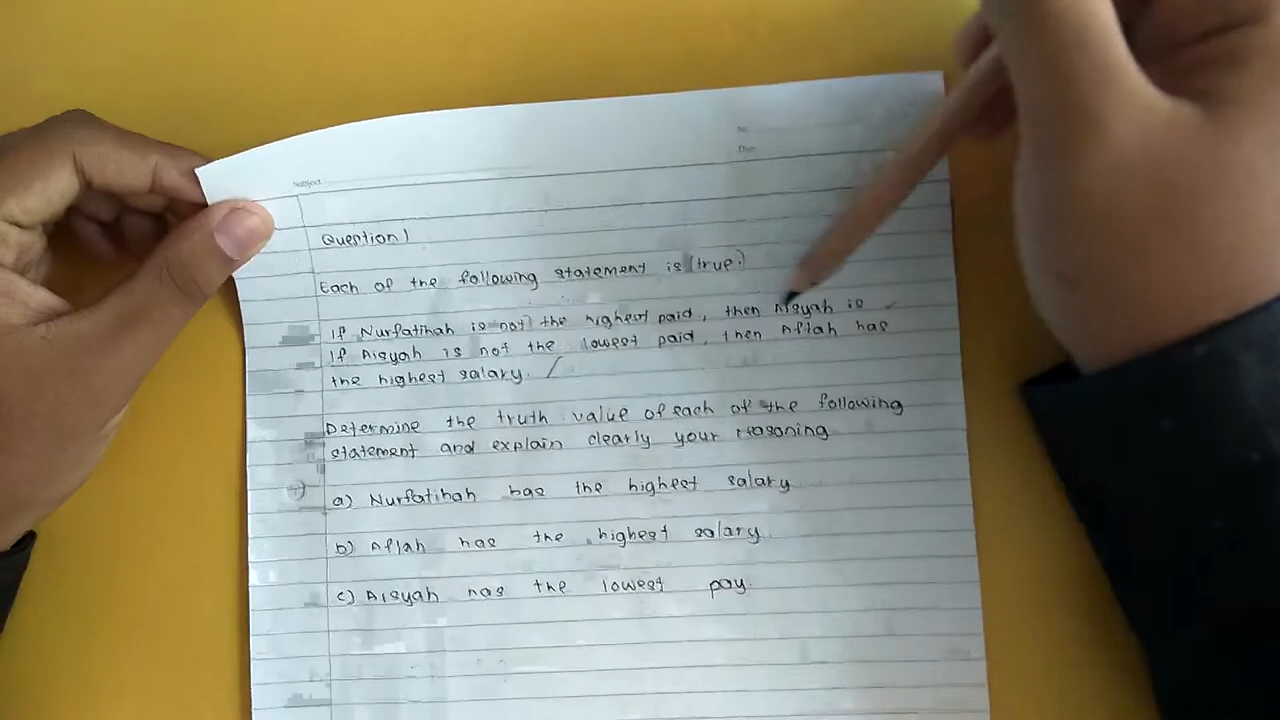 Subject
No.
Date
Question 1
Each of the following statement is (true.)
If Nurfatihah is not) the highest paid, then Aisyah is
If Aisyah is not the lowest paid, then Aflah has
the highest salary. /
Determine the truth value of each of the following
statement and explain clearly your reasoning
a) Nurfatihah has the highest salary
b) Aflah has the highest salary.
c) Aisyah has the lowest pay.